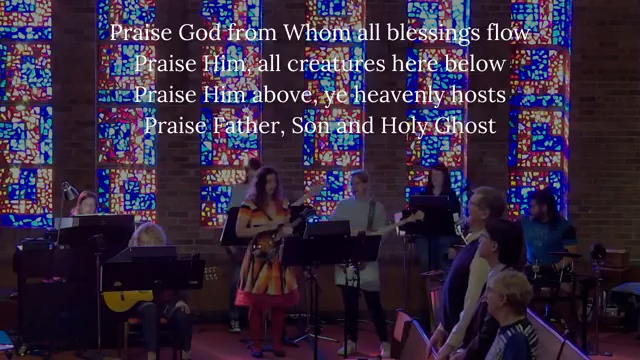 Praise God from Whom all blessings flow
Praise Him, all creatures here below
Praise Him above, ye heavenly hosts
Praise Father, Son and Holy Ghost